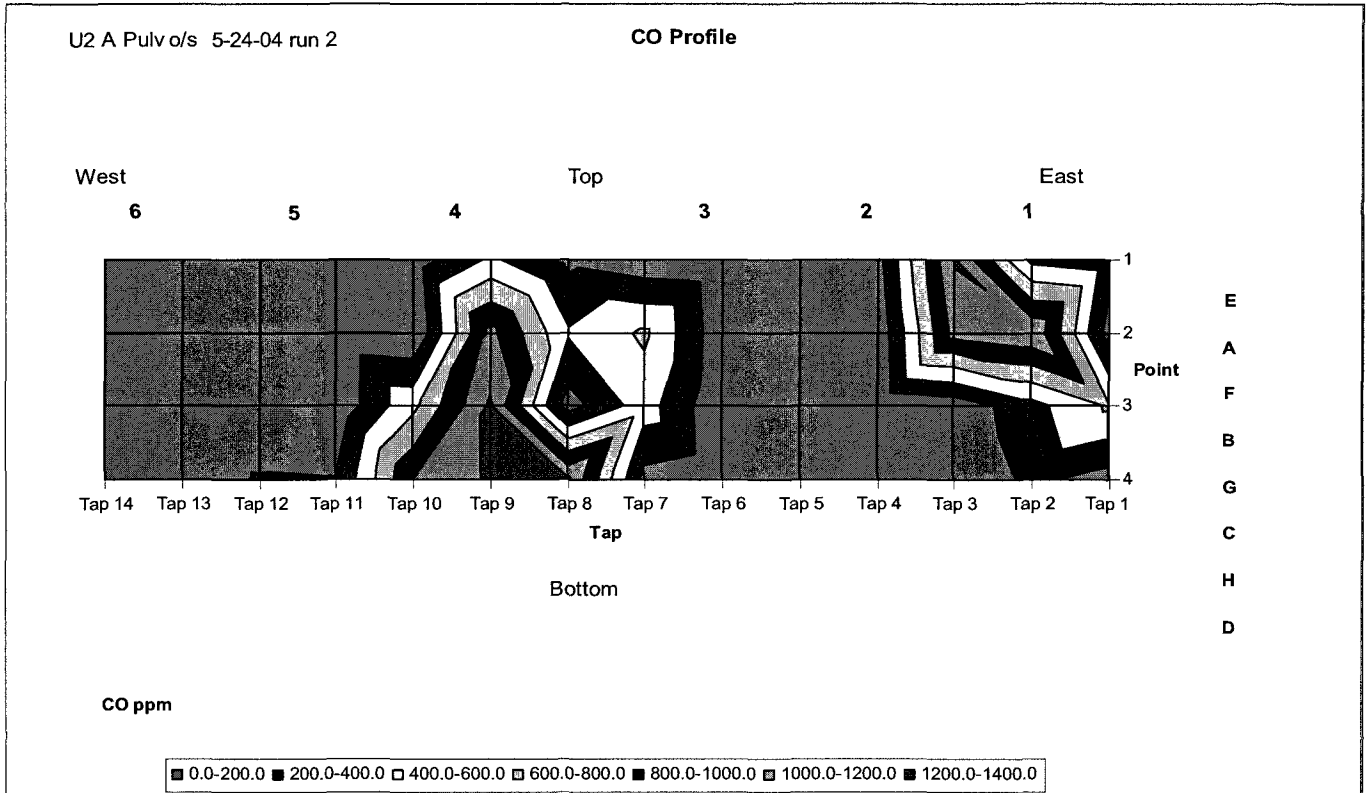 U2 A Pulv o/s 5-24-04 run 2
CO Profile
West Top East
6 5 4 3 2 1
1
2
3
4
Point
E
A
F
B
G
C
H
D
Tap 14 Tap 13 Tap 12 Tap 11 Tap 10 Tap 9 Tap 8 Tap 7 Tap 6 Tap 5 Tap 4 Tap 3 Tap 2 Tap 1
Tap
Bottom
CO ppm
0.0-200.0 200.0-400.0 400.0-600.0 600.0-800.0 800.0-1000.0 1000.0-1200.0 1200.0-1400.0